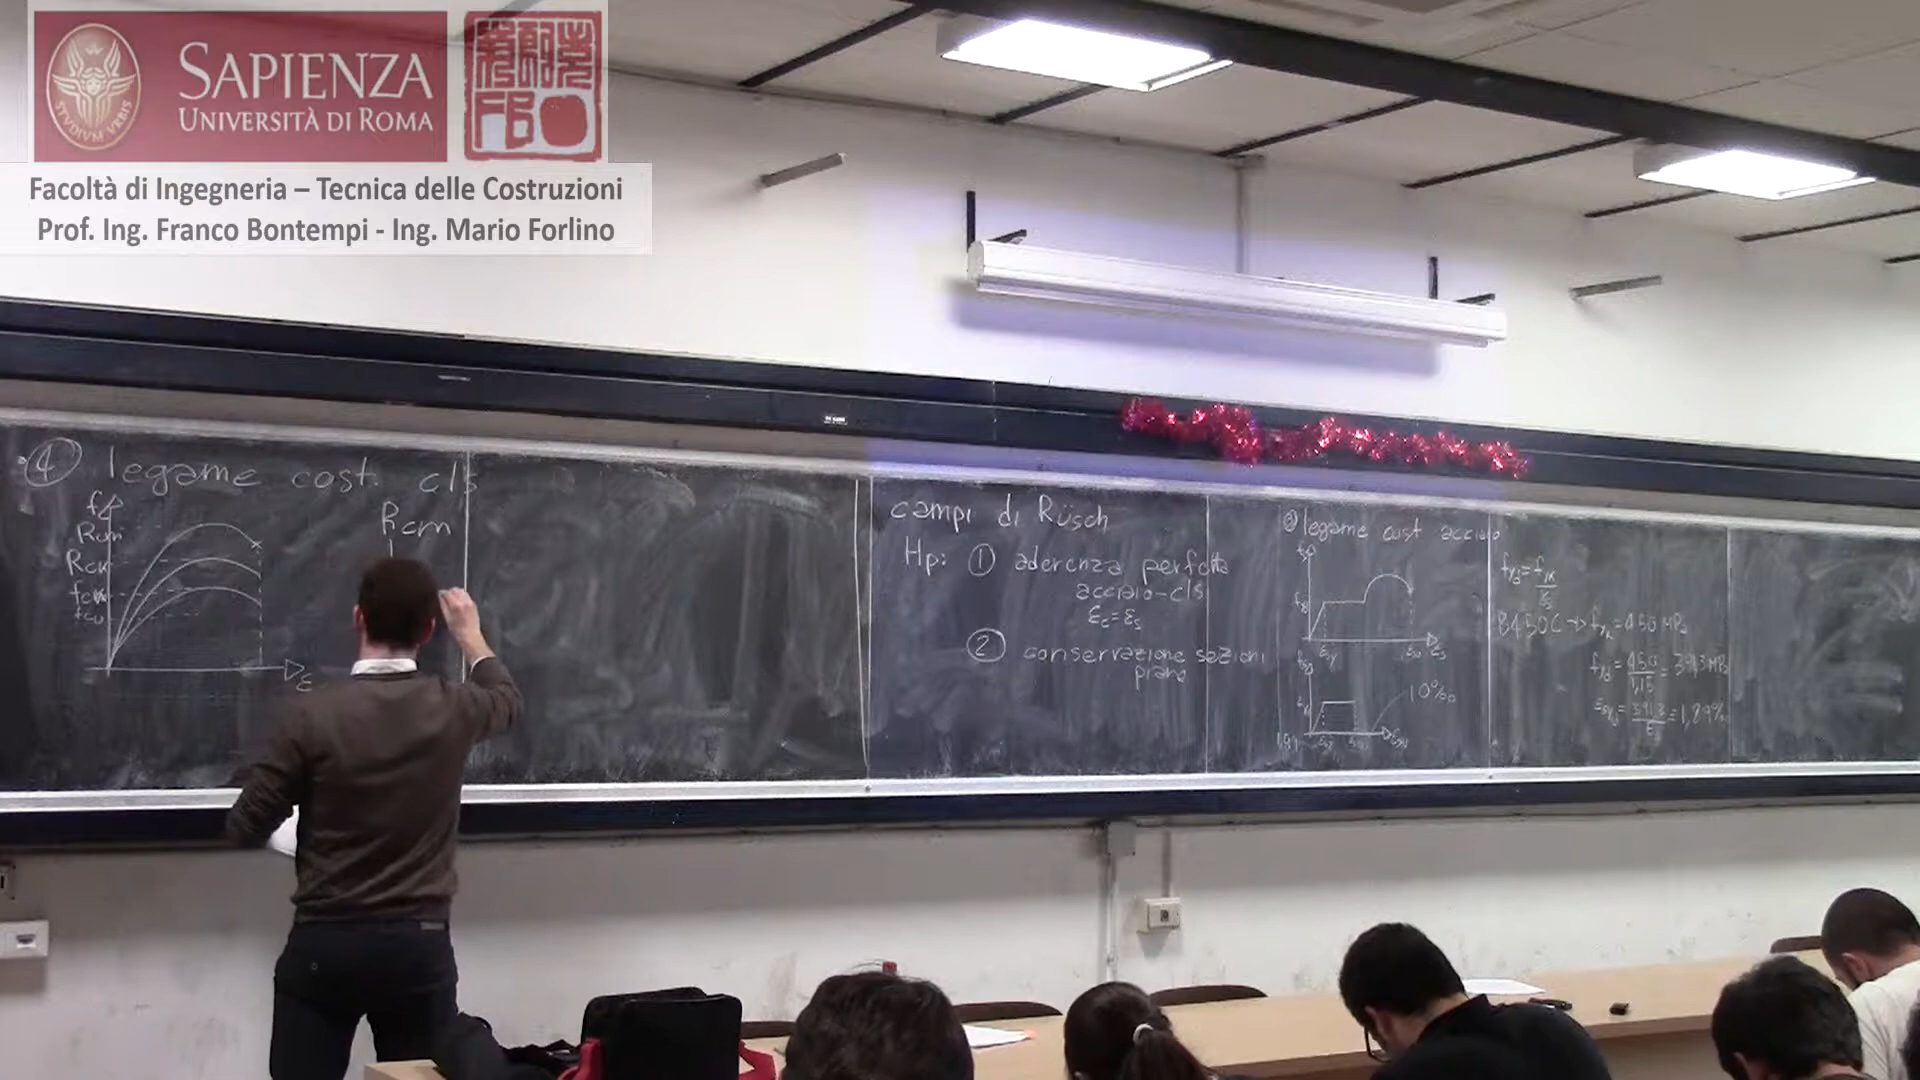 SAPIENZA
UNIVERSITÀ DI ROMA
STVDIVM VRBIS
FBO
Facoltà di Ingegneria – Tecnica delle Costruzioni
Prof. Ing. Franco Bontempi - Ing. Mario Forlino
④ legame cost. cls
Rcm
Rck
fck
ε
Rcm
campi di Rüsch
Hp: ① aderenza perfetta
acciaio-cls
εc=εs
② conservazione sezioni
piane
③ legame cost acciaio
10‰
fyd=fyk
B450C → fyk=450 MPa
fyd=450/1,15=391,3 MPa